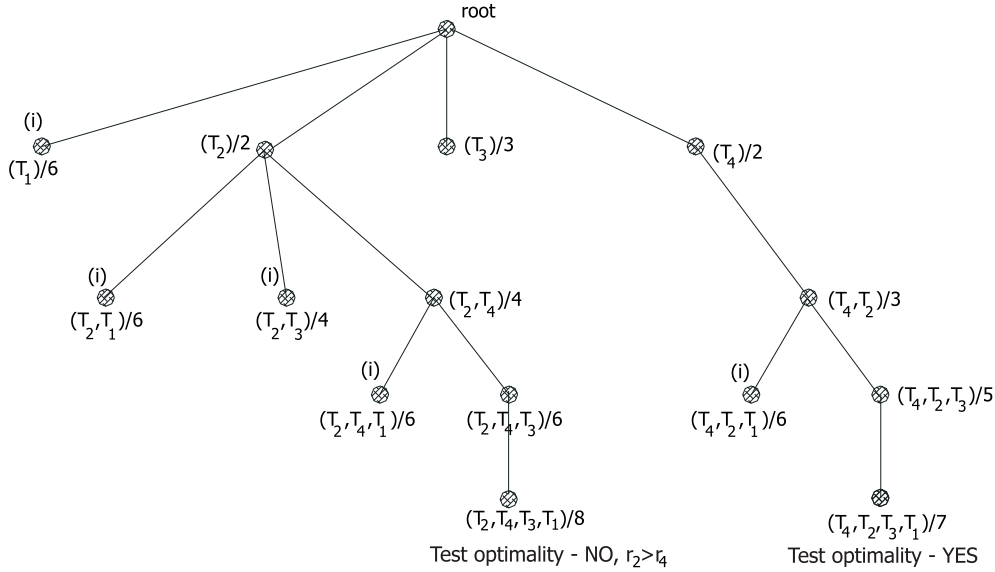 root
(i)
(T₁)/6
(T₂)/2
(T₃)/3
(T₄)/2
(i)
(T₂,T₁)/6
(i)
(T₂,T₃)/4
(T₂,T₄)/4
(T₄,T₂)/3
(i)
(T₂,T₄,T₁)/6
(T₂,T₄,T₃)/6
(i)
(T₄,T₂,T₁)/6
(T₄,T₂,T₃)/5
(T₂,T₄,T₃,T₁)/8
Test optimality - NO, r₂>r₄
(T₄,T₂,T₃,T₁)/7
Test optimality - YES